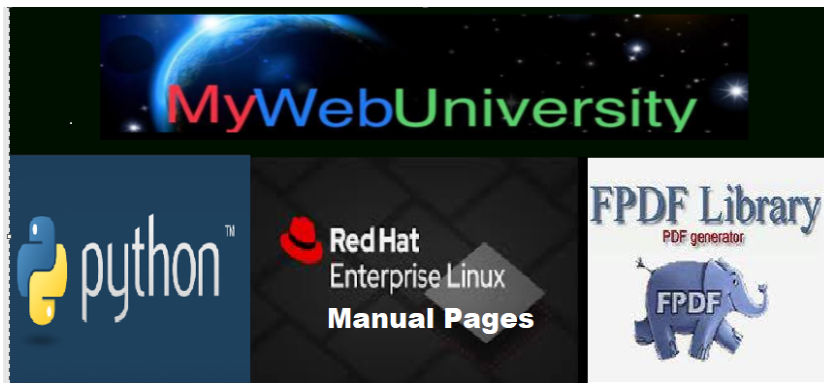 MyWebUniversity
python™
Red Hat
Enterprise Linux
Manual Pages
FPDF Library
PDF generator
FPDF